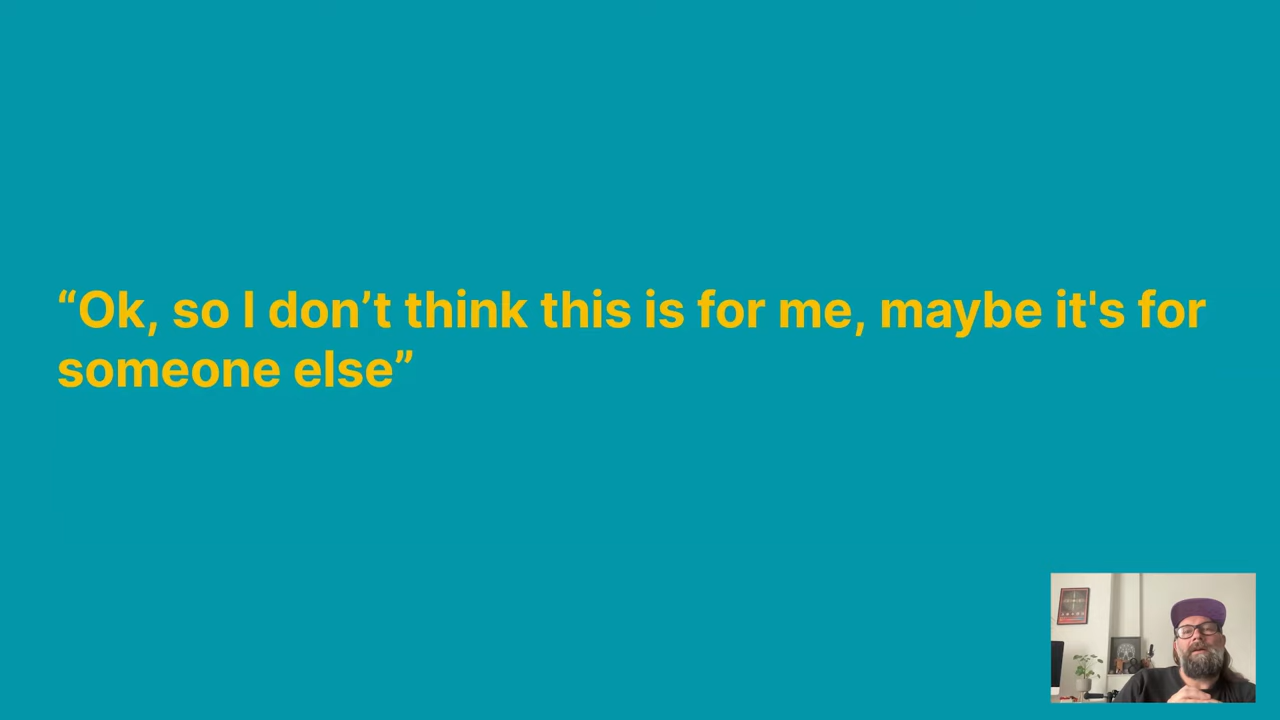 “Ok, so I don’t think this is for me, maybe it's for
someone else”